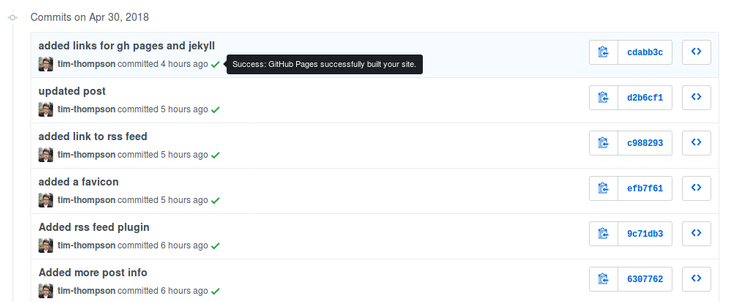 Commits on Apr 30, 2018
added links for gh pages and jekyll
tim-thompson committed 4 hours ago
Success: GitHub Pages successfully built your site.
cdabb3c
updated post
tim-thompson committed 5 hours ago
d2b6cf1
added link to rss feed
tim-thompson committed 5 hours ago
c988293
added a favicon
tim-thompson committed 5 hours ago
efb7f61
Added rss feed plugin
tim-thompson committed 6 hours ago
9c71db3
Added more post info
tim-thompson committed 6 hours ago
6307762